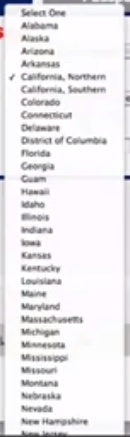 Select One
Alabama
Alaska
Arizona
Arkansas
✓ California, Northern
California, Southern
Colorado
Connecticut
Delaware
District of Columbia
Florida
Georgia
Guam
Hawaii
Idaho
Illinois
Indiana
Iowa
Kansas
Kentucky
Louisiana
Maine
Maryland
Massachusetts
Michigan
Minnesota
Mississippi
Missouri
Montana
Nebraska
Nevada
New Hampshire
New Jersey